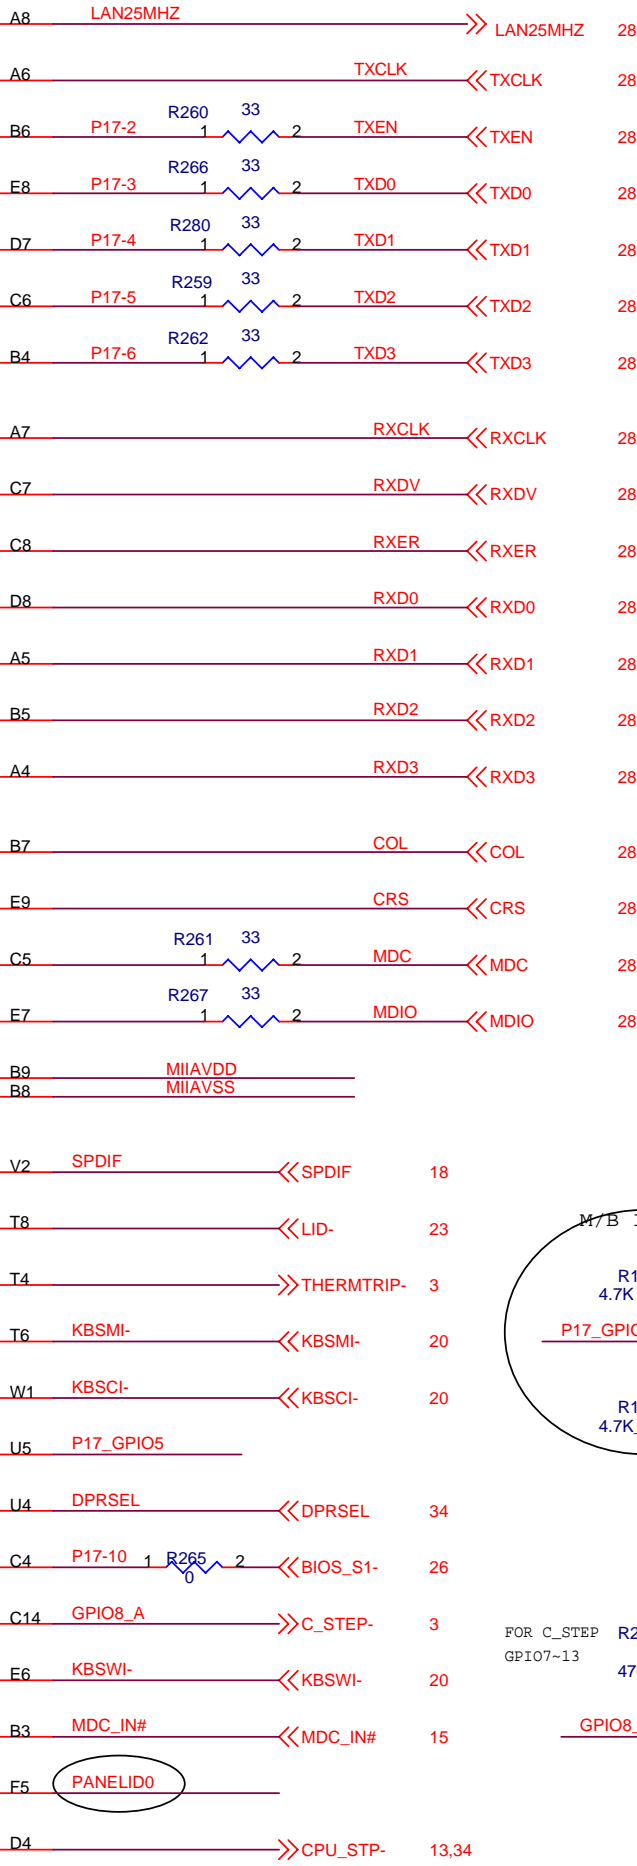 A8 LAN25MHZ LAN25MHZ 28
A6 TXCLK TXCLK 28
R260 33
B6 P17-2 1 2 TXEN TXEN 28
R266 33
E8 P17-3 1 2 TXD0 TXD0 28
R280 33
D7 P17-4 1 2 TXD1 TXD1 28
R259 33
C6 P17-5 1 2 TXD2 TXD2 28
R262 33
B4 P17-6 1 2 TXD3 TXD3 28
A7 RXCLK RXCLK 28
C7 RXDV RXDV 28
C8 RXER RXER 28
D8 RXD0 RXD0 28
A5 RXD1 RXD1 28
B5 RXD2 RXD2 28
A4 RXD3 RXD3 28
B7 COL COL 28
E9 CRS CRS 28
R261 33
C5 1 2 MDC MDC 28
R267 33
E7 1 2 MDIO MDIO 28
B9 MIIAVDD
B8 MIIAVSS
V2 SPDIF SPDIF 18
T8 LID- 23
M/B
T4 THERMTRIP- 3
R1
4.7K
T6 KBSMI- KBSMI- 20
P17_GPIO
W1 KBSCI- KBSCI- 20
R1
4.7K
U5 P17_GPIO5
U4 DPRSEL DPRSEL 34
C4 P17-10 1 R265 2 BIOS_S1- 26
0
C14 GPIO8_A C_STEP- 3
FOR C_STEP R2
GPIO7~13
47
E6 KBSWI- KBSWI- 20
B3 MDC_IN# MDC_IN# 15
GPIO8_
F5 PANELID0
D4 CPU_STP- 13,34